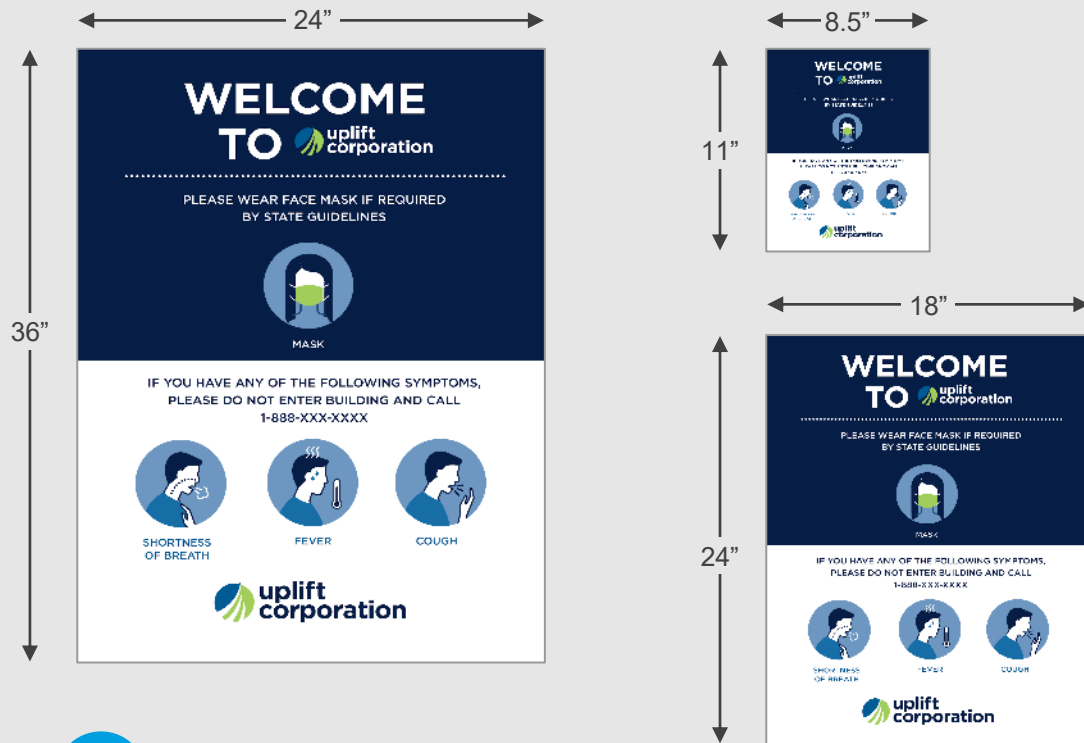 24”
36”
WELCOME
TO uplift corporation
PLEASE WEAR FACE MASK IF REQUIRED
BY STATE GUIDELINES
MASK
IF YOU HAVE ANY OF THE FOLLOWING SYMPTOMS,
PLEASE DO NOT ENTER BUILDING AND CALL
1-888-XXX-XXXX
SHORTNESS
OF BREATH
FEVER
COUGH
uplift
corporation
8.5”
11”
WELCOME
TO uplift corporation
uplift
corporation
18”
24”
WELCOME
TO uplift corporation
PLEASE WEAR FACE MASK IF REQUIRED
BY STATE GUIDELINES
MASK
IF YOU HAVE ANY OF THE FOLLOWING SYMPTOMS,
PLEASE DO NOT ENTER BUILDING AND CALL
1-888-XXX-XXXX
SHORTNESS
OF BREATH
FEVER
COUGH
uplift
corporation